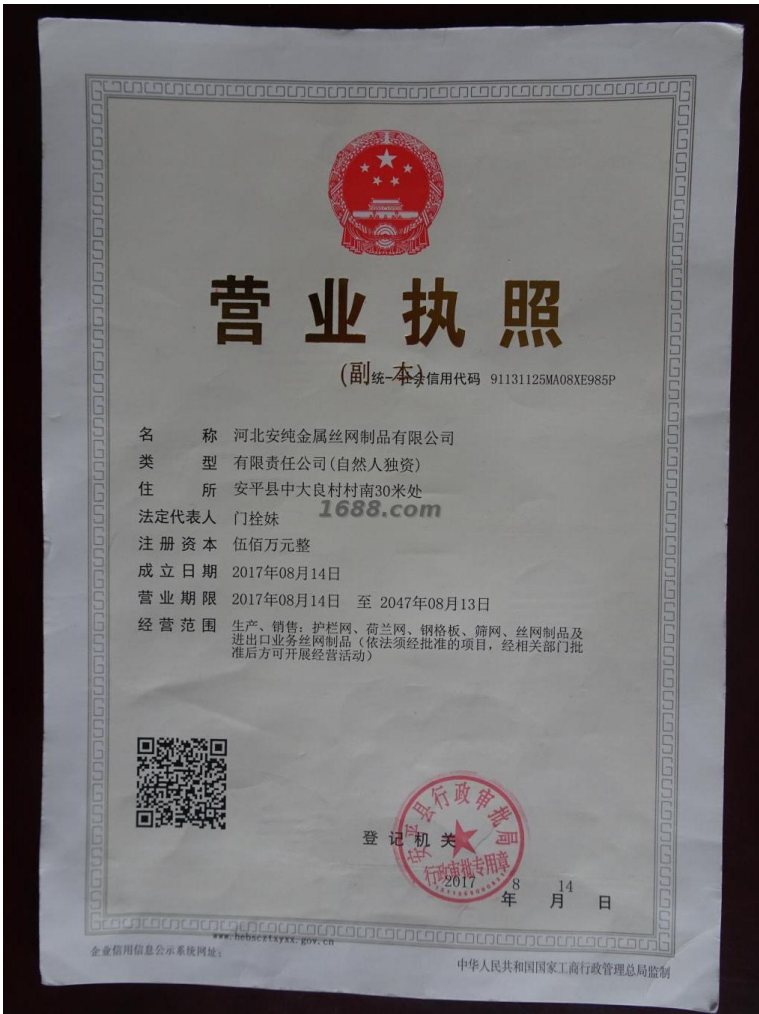 营业执照
(副 本)
统一社会信用代码 91131125MA08XE985P
名称 河北安纯金属丝网制品有限公司
类型 有限责任公司(自然人独资)
住所 安平县中大良村村南30米处
1688.com
法定代表人 门栓妹
注册资本 伍佰万元整
成立日期 2017年08月14日
营业期限 2017年08月14日 至 2047年08月13日
经营范围 生产、销售：护栏网、荷兰网、钢格板、筛网、丝网制品及
进出口业务丝网制品（依法须经批准的项目，经相关部门批
准后方可开展经营活动）
安平县行政审批局
登记机关
行政审批专用章
2017 年 8 月 14 日
www.hebscztxyxx.gov.cn
企业信用信息公示系统网址：
中华人民共和国国家工商行政管理总局监制